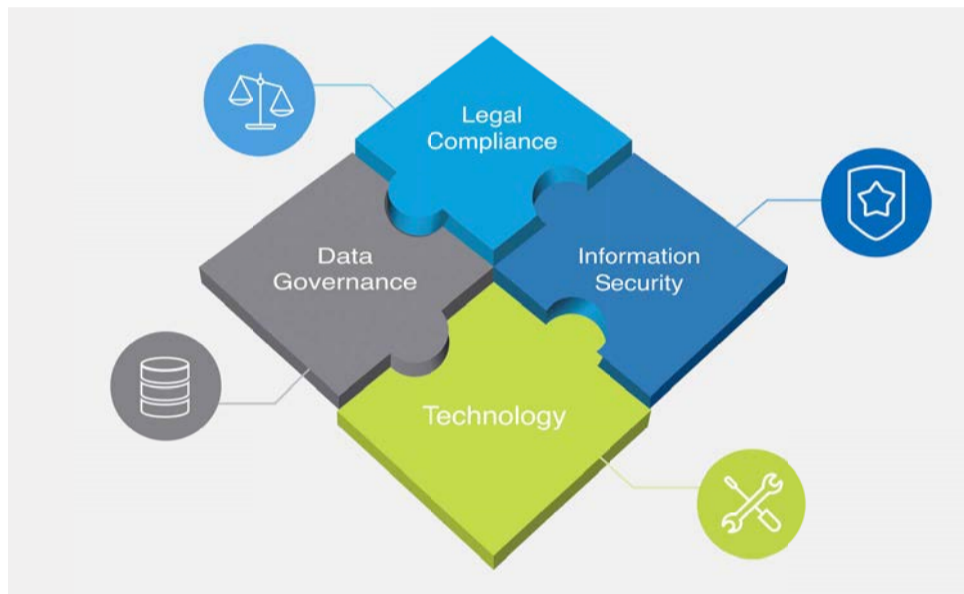 Legal
Compliance
Data
Governance
Information
Security
Technology